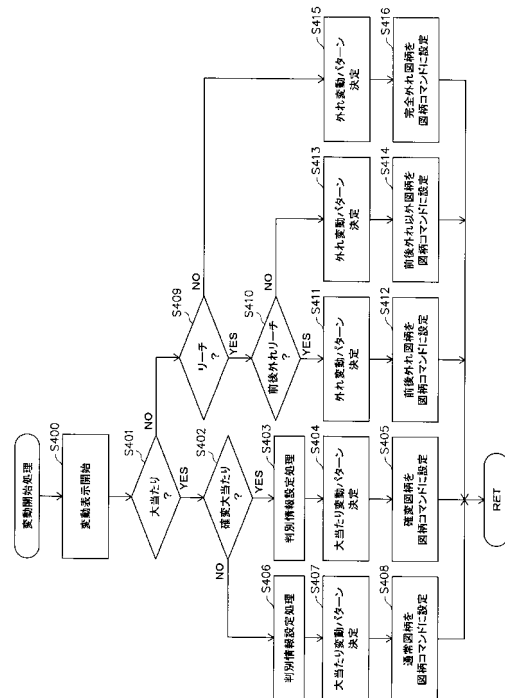 変動開始処理
S400
変動表示開始
S401
大当たり
?
NO
YES
S402
確変大当たり
?
NO
YES
S403
判別情報設定処理
S404
大当たり変動パターン
決定
S405
確変図柄を
図柄コマンドに設定
S406
判別情報設定処理
S407
大当たり変動パターン
決定
S408
通常図柄を
図柄コマンドに設定
S409
リーチ
?
NO
YES
S410
前後外れリーチ
?
NO
YES
S411
外れ変動パターン
決定
S412
前後外れ図柄を
図柄コマンドに設定
S413
外れ変動パターン
決定
S414
前後外れ以外図柄を
図柄コマンドに設定
S415
外れ変動パターン
決定
S416
完全外れ図柄を
図柄コマンドに設定
RET